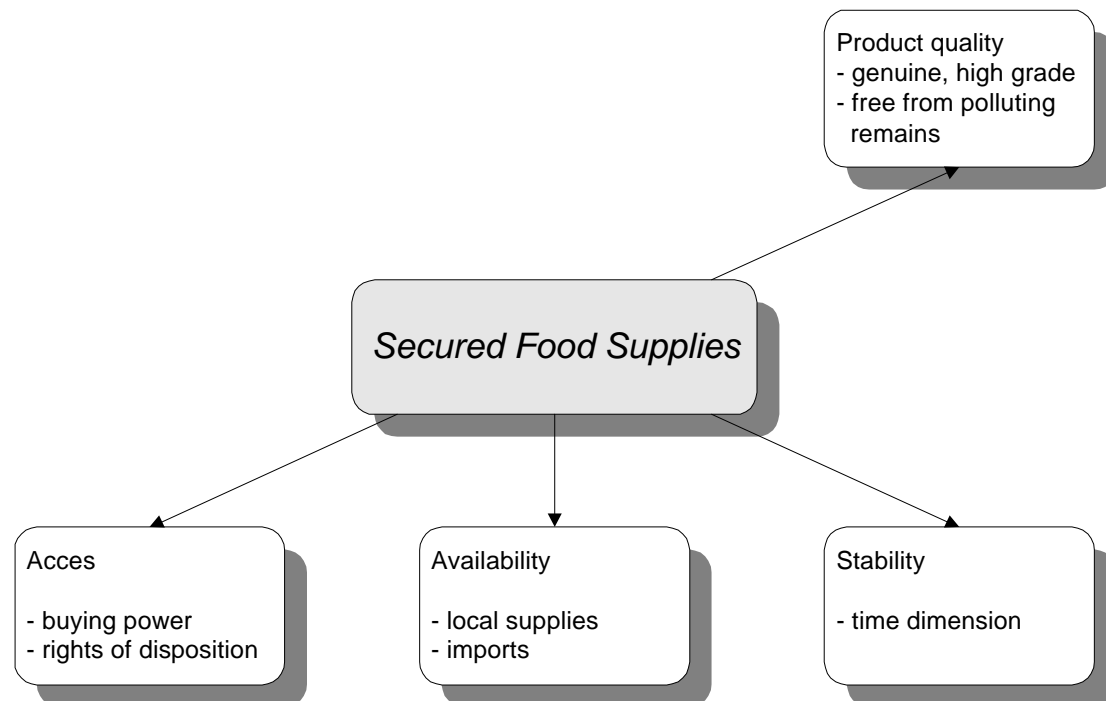 Product quality
- genuine, high grade
- free from polluting
remains
Secured Food Supplies
Acces
- buying power
- rights of disposition
Availability
- local supplies
- imports
Stability
- time dimension